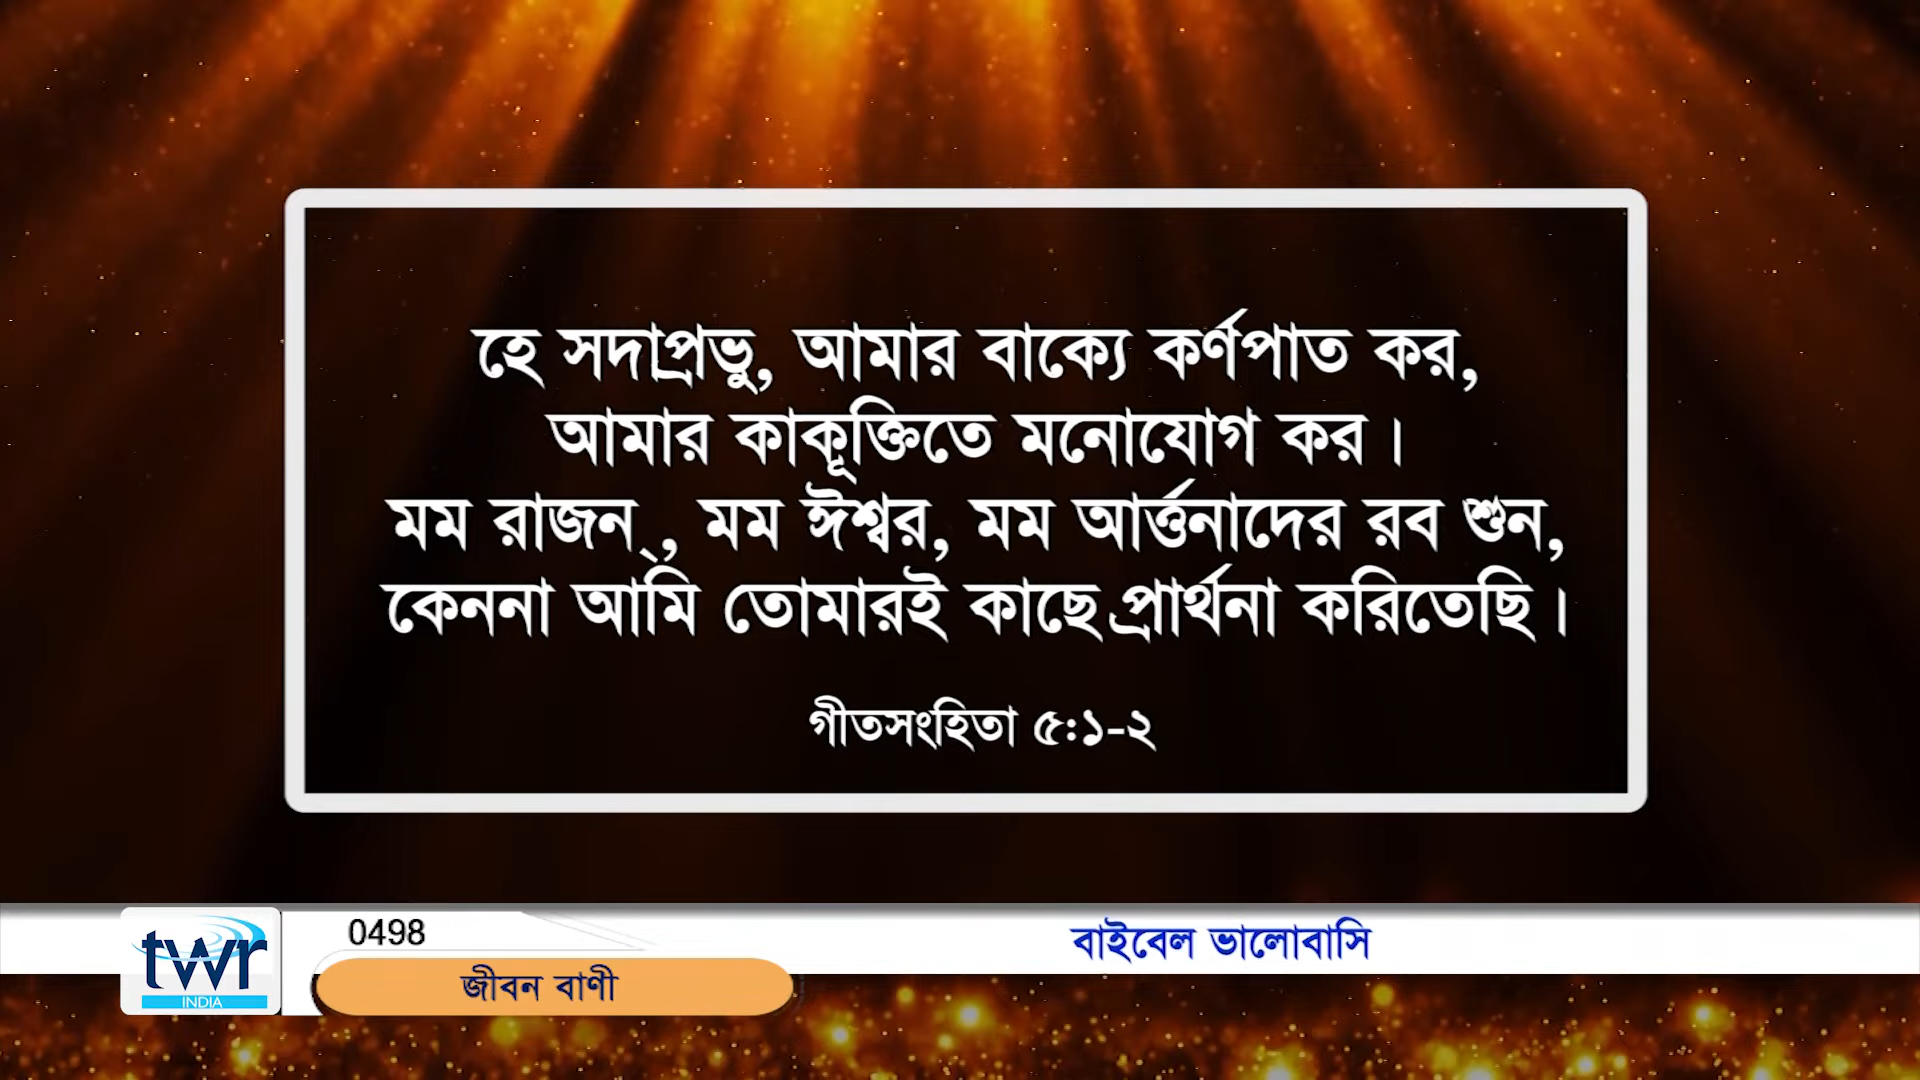 হে সদাপ্রভু, আমার বাক্যে কর্ণপাত কর,
আমার কাকূক্তিতে মনোযোগ কর।
মম রাজন্, মম ঈশ্বর, মম আর্ত্তনাদের রব শুন,
কেননা আমি তোমারই কাছে প্রার্থনা করিতেছি।
গীতসংহিতা ৫:১-২
twr
INDIA
0498
জীবন বাণী
বাইবেল ভালোবাসি